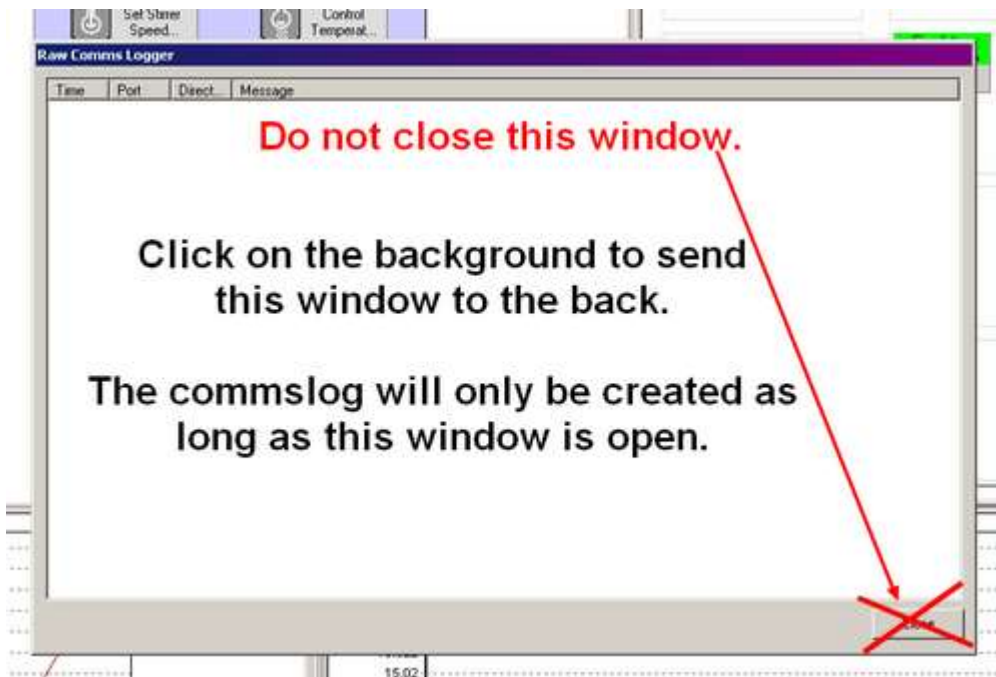 Set Stirrer
Speed...
Control
Temperat...
Raw Comms Logger
Time Port Direct... Message
Do not close this window.
Click on the background to send
this window to the back.
The commslog will only be created as
long as this window is open.
15.02